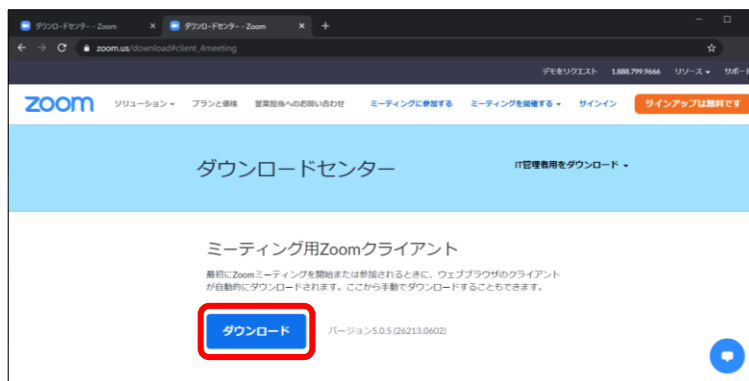 ダウンロードセンター - Zoom
ダウンロードセンター - Zoom
zoom.us/download#client_4meeting
デモをリクエスト 1.888.799.9666 リソース サポート
zoom ソリューション プランと価格 営業担当へのお問い合わせ ミーティングに参加する ミーティングを開催する サインイン サインアップは無料です
ダウンロードセンター IT管理者用をダウンロード
ミーティング用Zoomクライアント
最初にZoomミーティングを開始または参加されるときに、ウェブブラウザのクライアント
が自動的にダウンロードされます。ここから手動でダウンロードすることもできます。
ダウンロード バージョン5.0.5 (26213.0602)